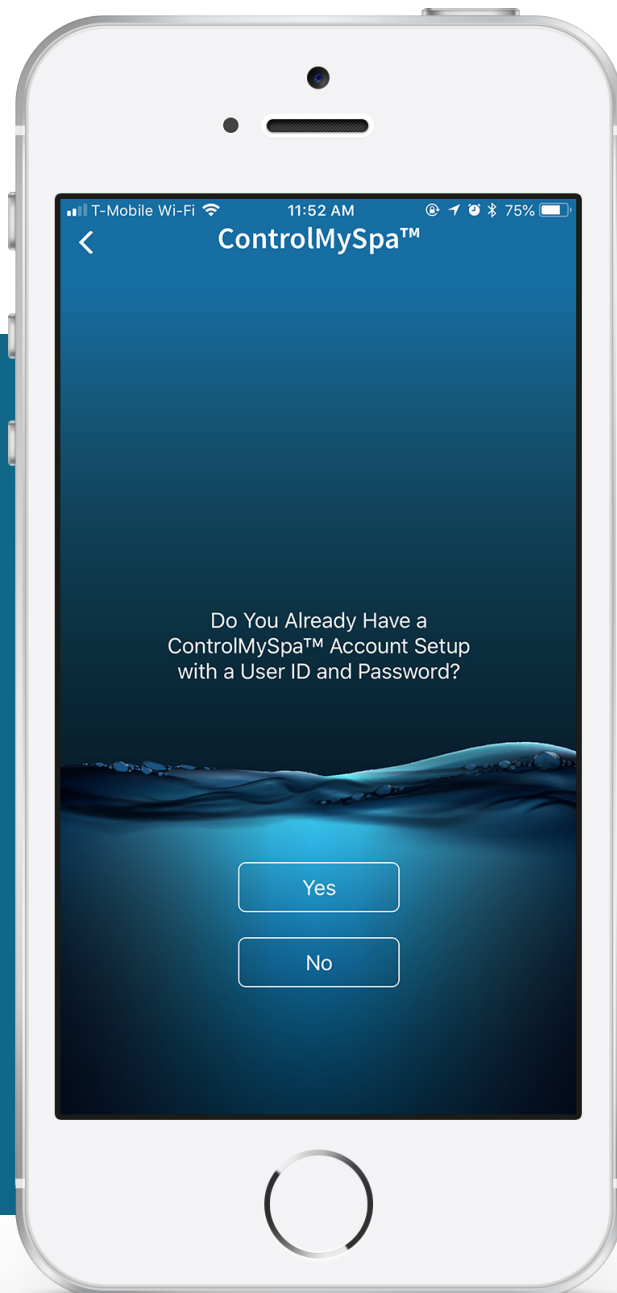 T-Mobile Wi-Fi 11:52 AM 75%
ControlMySpa™
Do You Already Have a
ControlMySpa™ Account Setup
with a User ID and Password?
Yes
No